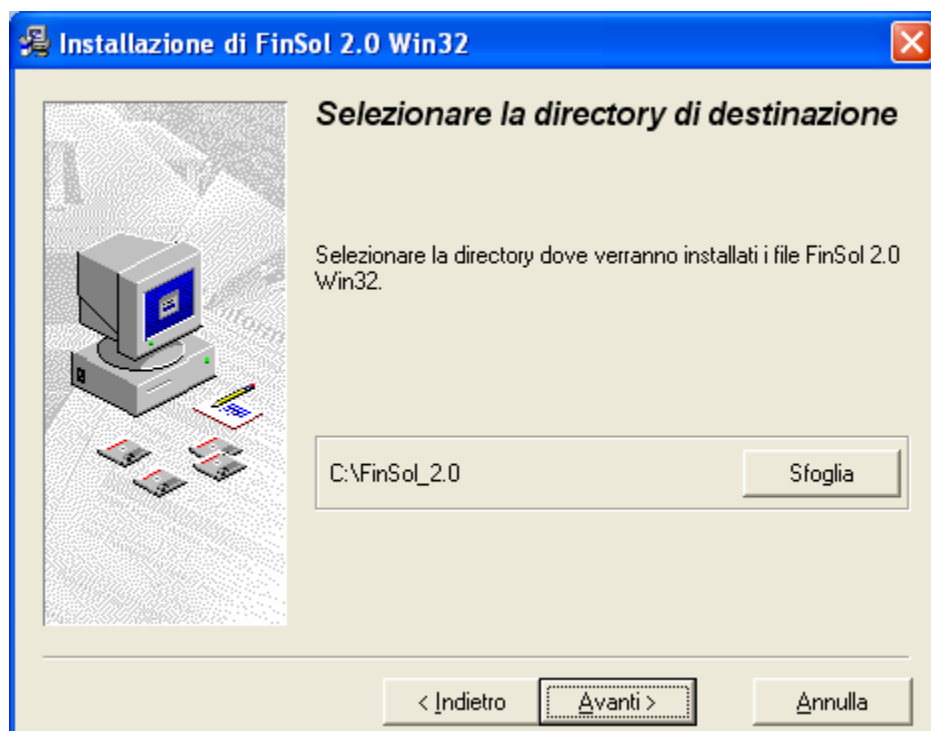 Installazione di FinSol 2.0 Win32
Selezionare la directory di destinazione
Selezionare la directory dove verranno installati i file FinSol 2.0
Win32.
C:\FinSol_2.0
Sfoglia
< Indietro
Avanti >
Annulla